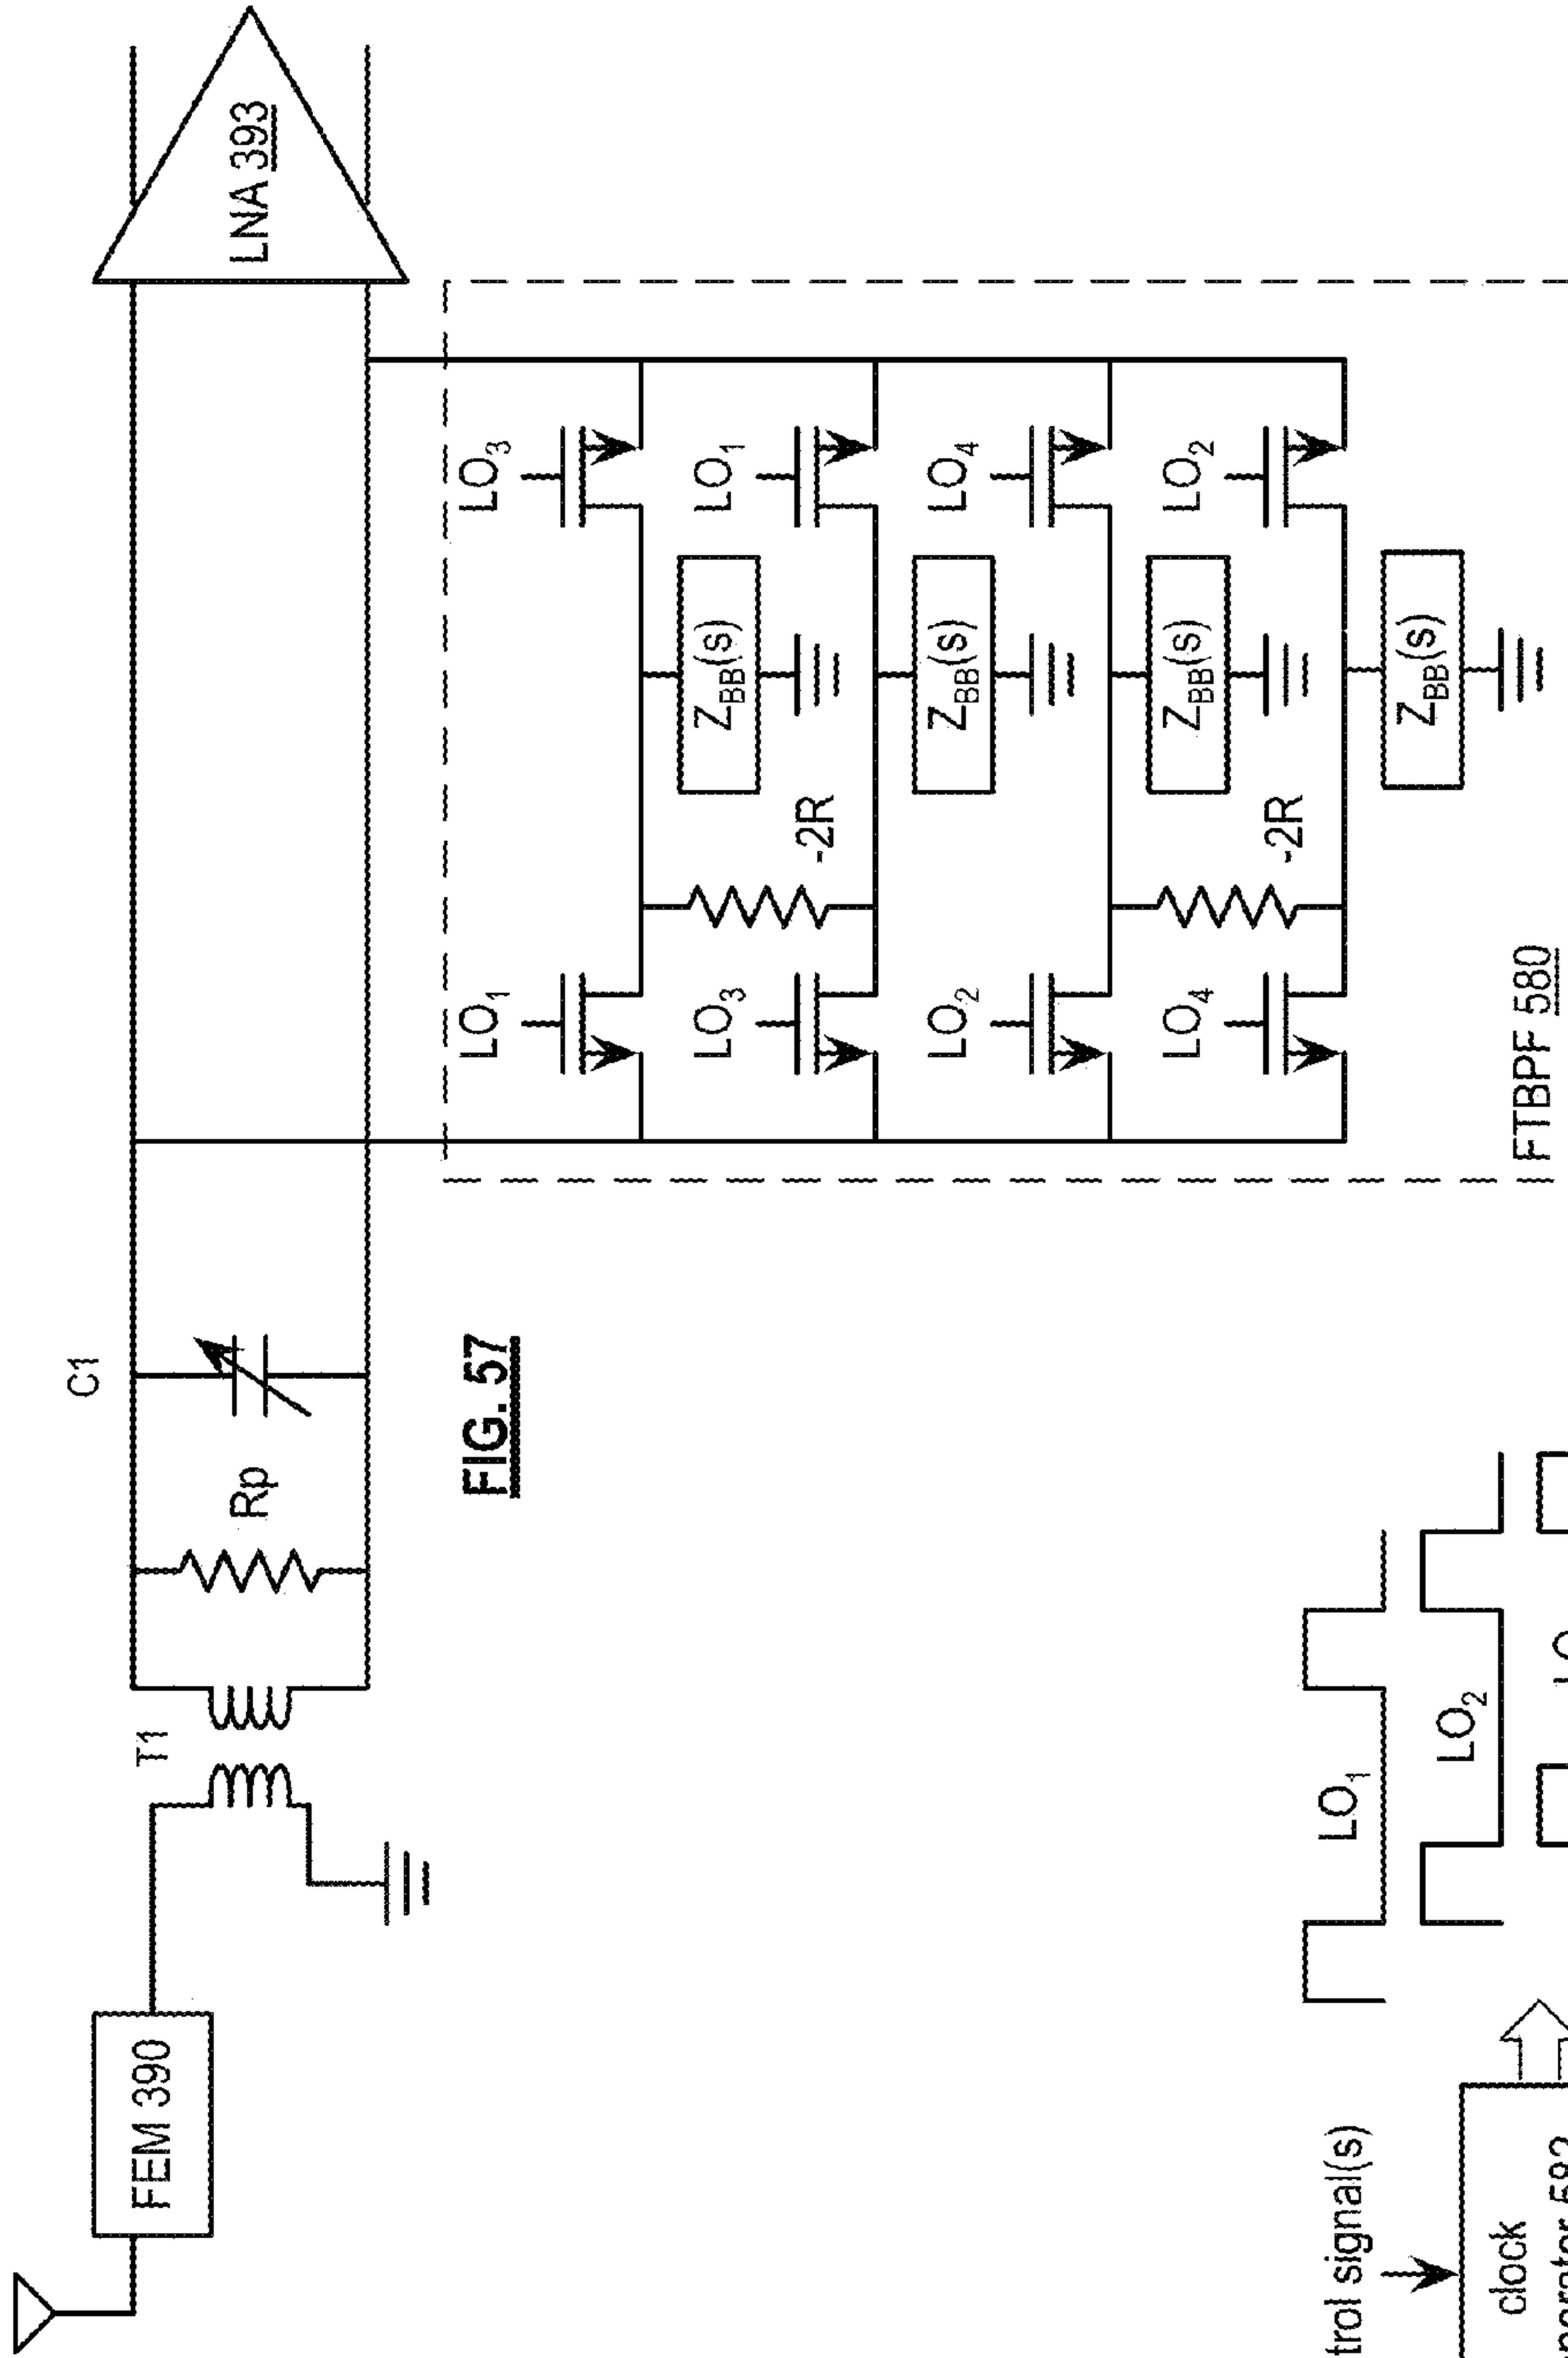 FEM 390
T1
Rp
C1
LNA 393
FIG. 57
LO1
LO3
ZBB(s)
-2R
LO3
LO1
ZBB(s)
LO2
LO4
ZBB(s)
-2R
LO4
LO2
ZBB(s)
FTBPF 580
trol signal(s)
clock
LO1
LO2